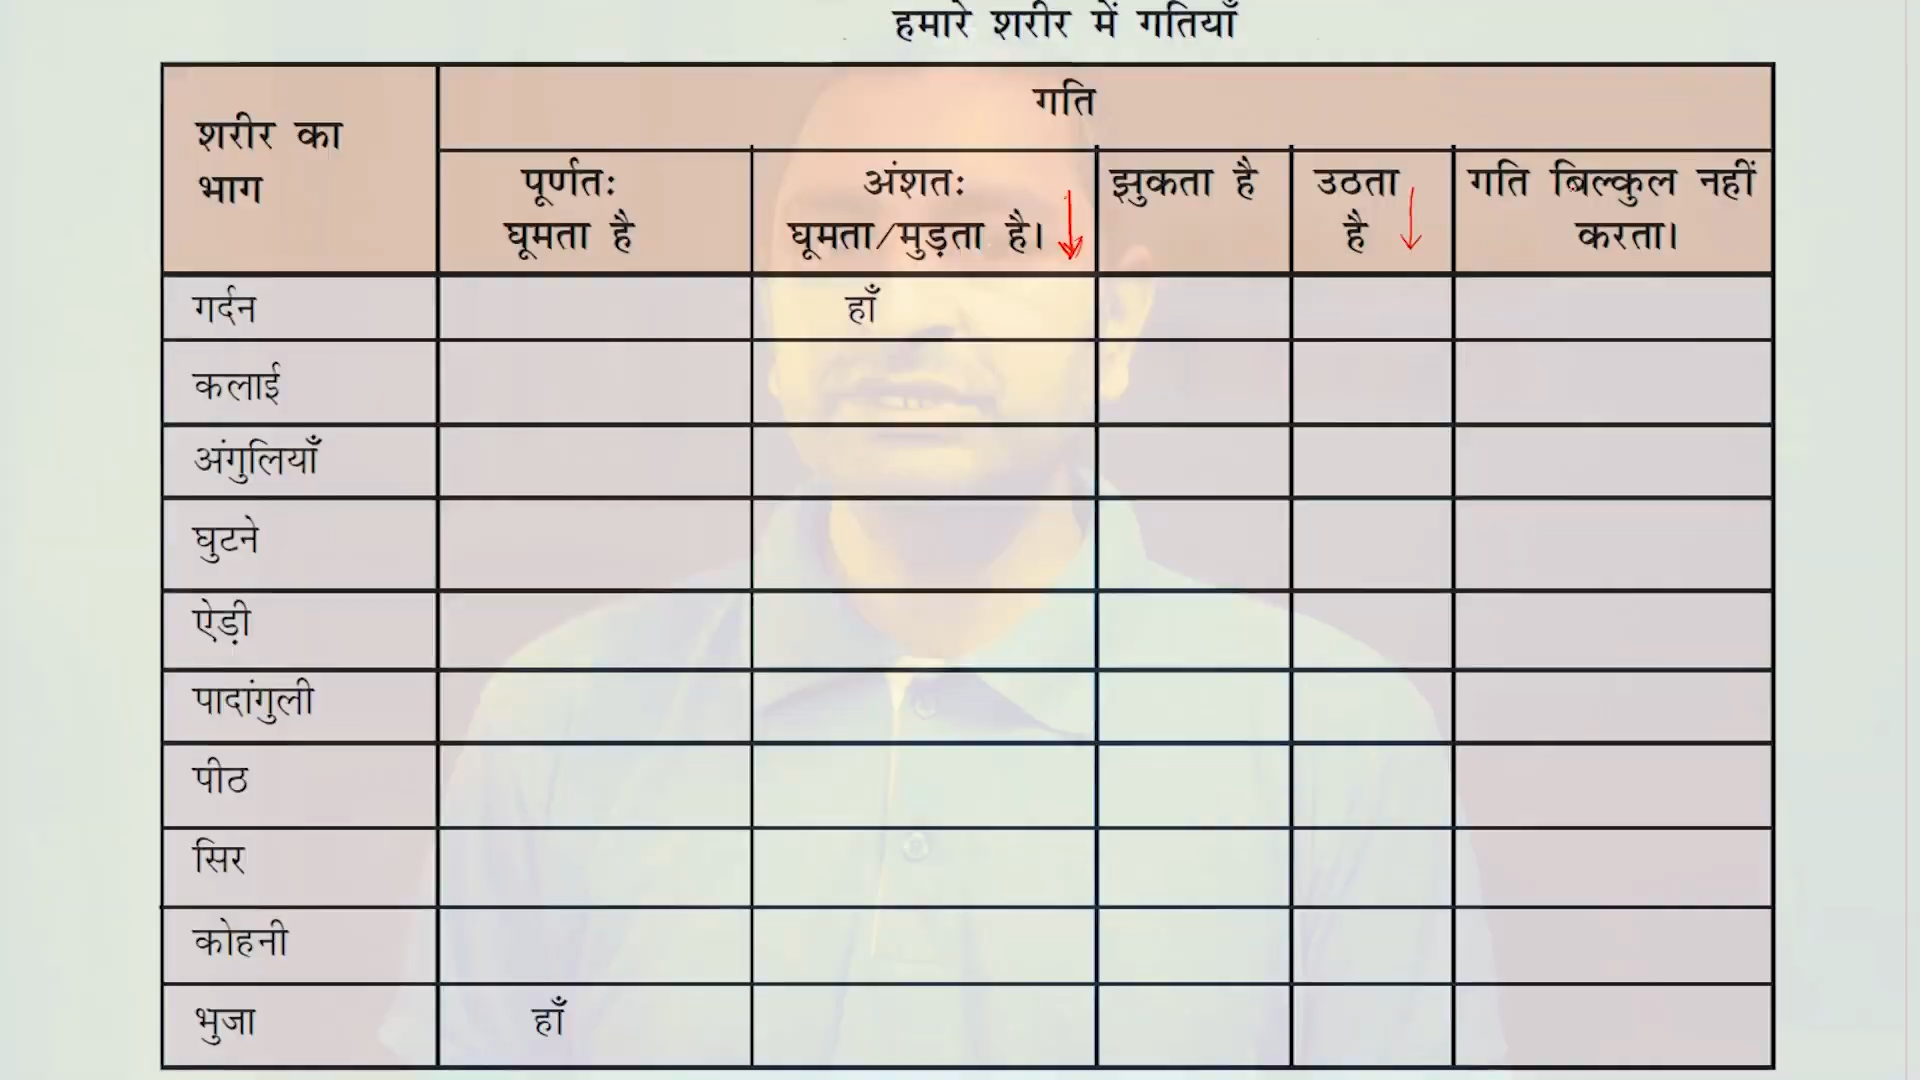 हमारे शरीर में गतियाँ
शरीर का
भाग
गति
पूर्णतः
घूमता है
अंशतः
घूमता/मुड़ता है।
झुकता है
उठता
है
गति बिल्कुल नहीं
करता।
गर्दन
हाँ
कलाई
अंगुलियाँ
घुटने
ऐड़ी
पादांगुली
पीठ
सिर
कोहनी
भुजा
हाँ